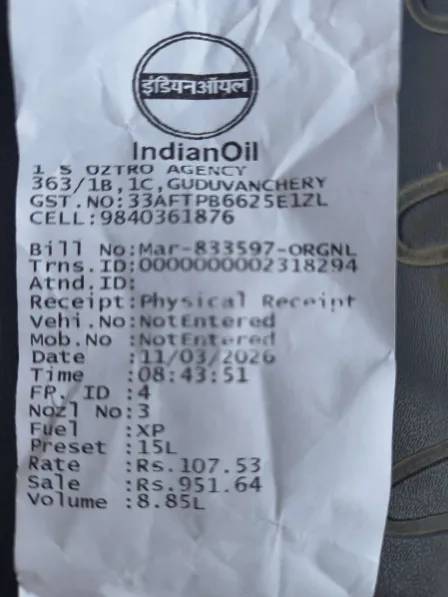 इंडियनऑयल
IndianOil
1 S OZTRO AGENCY
363/1B,1C,GUDUVANCHERY
GST.NO:33AFTPB6625E1ZL
CELL:9840361876
Bill No:Mar-833597-ORGNL
Trns.ID:0000000002318294
Atnd.ID:
Receipt:Physical Receipt
Vehi.No:NotEntered
Mob.No :NotEntered
Date :11/03/2026
Time :08:43:51
FP. ID :4
Nozl No:3
Fuel :XP
Preset :15L
Rate :Rs.107.53
Sale :Rs.951.64
Volume :8.85L